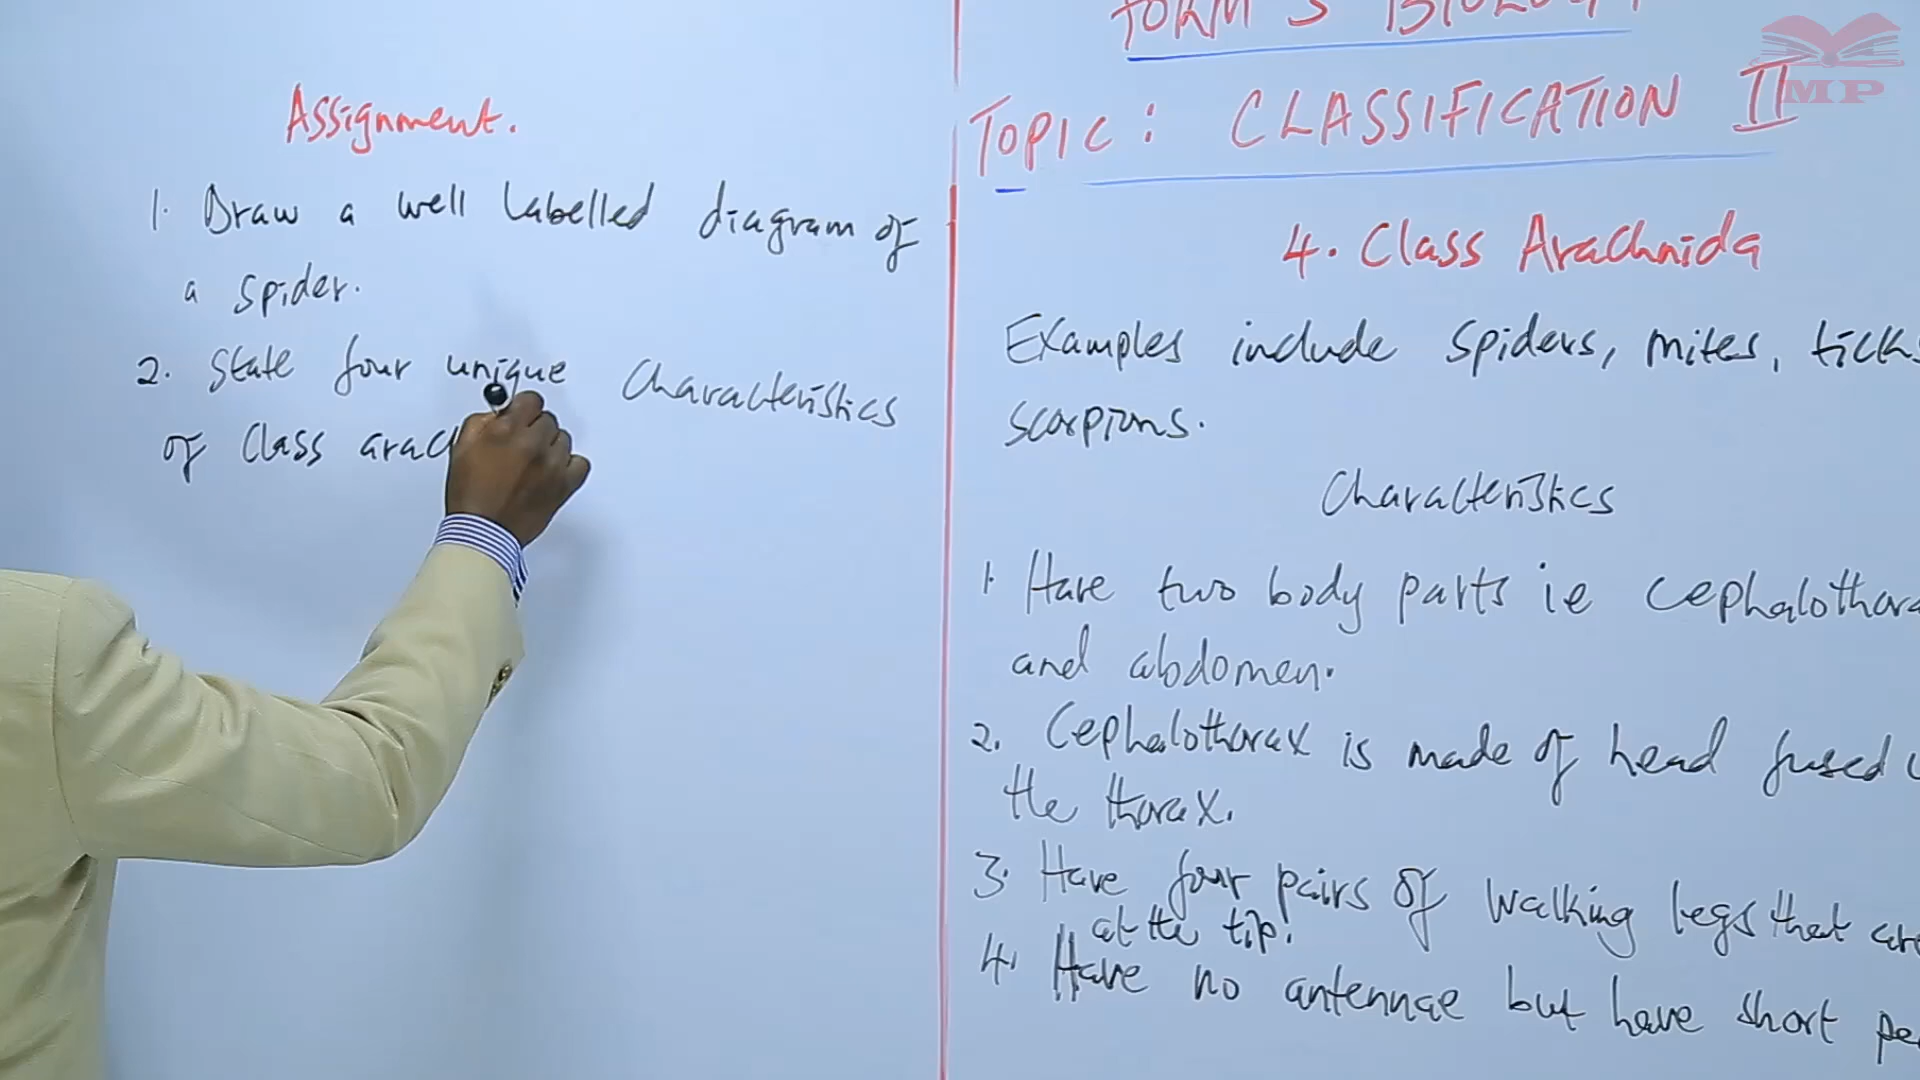 Assignment.
1. Draw a well labelled diagram of
a spider.
2. State four unique characteristics
of class arac
FORM 3 BIOLOGY
TOPIC: CLASSIFICATION II
MP
4. Class Arachnida
Examples include spiders, mites, ticks
scorpions.
Characteristics
1. Have two body parts ie cephalothora
and abdomen.
2. Cephalothorax is made of head fused
the thorax.
3. Have four pairs of walking legs that are
at the tip.
4. Have no antennae but have short pe